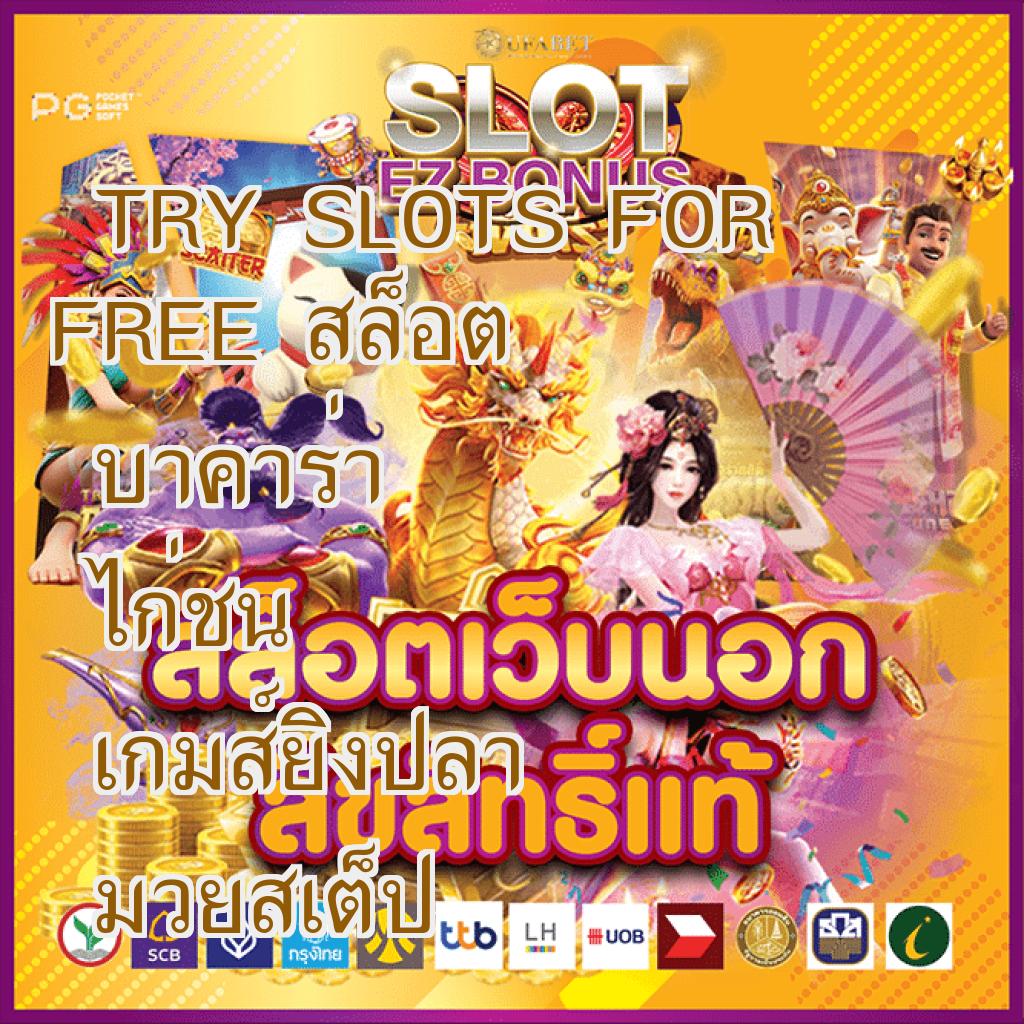 UFABET
PG POCKET GAMES SOFT
SLOT
EZ BONUS
TRY SLOTS FOR
SCATTER
FREE สล็อต
บาคาร่า
ไก่ชน
สล็อตเว็บนอก
เกมส์ยิงปลา
ลิขสิทธิ์แท้
มวยสเต็ป
SCB
กรุงไทย
ttb
LH
UOB